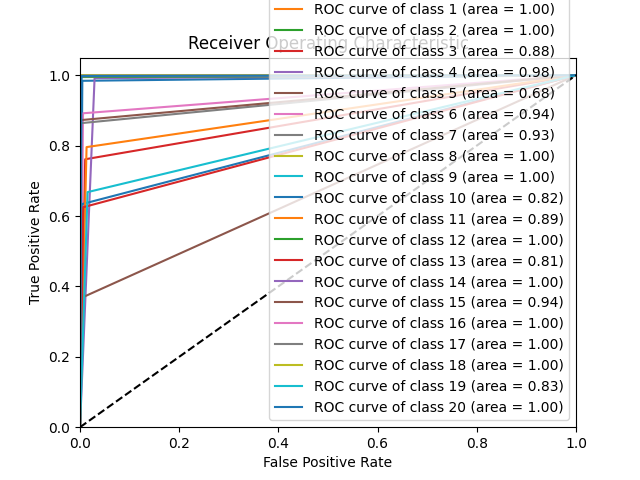 ROC curve of class 1 (area = 1.00)
ROC curve of class 2 (area = 1.00)
Receiver Operating Characteristic
ROC curve of class 3 (area = 0.88)
ROC curve of class 4 (area = 0.98)
ROC curve of class 5 (area = 0.68)
ROC curve of class 6 (area = 0.94)
ROC curve of class 7 (area = 0.93)
ROC curve of class 8 (area = 1.00)
ROC curve of class 9 (area = 1.00)
ROC curve of class 10 (area = 0.82)
ROC curve of class 11 (area = 0.89)
ROC curve of class 12 (area = 1.00)
ROC curve of class 13 (area = 0.81)
ROC curve of class 14 (area = 1.00)
ROC curve of class 15 (area = 0.94)
ROC curve of class 16 (area = 1.00)
ROC curve of class 17 (area = 1.00)
ROC curve of class 18 (area = 1.00)
ROC curve of class 19 (area = 0.83)
ROC curve of class 20 (area = 1.00)
True Positive Rate
1.0
0.8
0.6
0.4
0.2
0.0
0.0 0.2 0.4 0.6 0.8 1.0
False Positive Rate